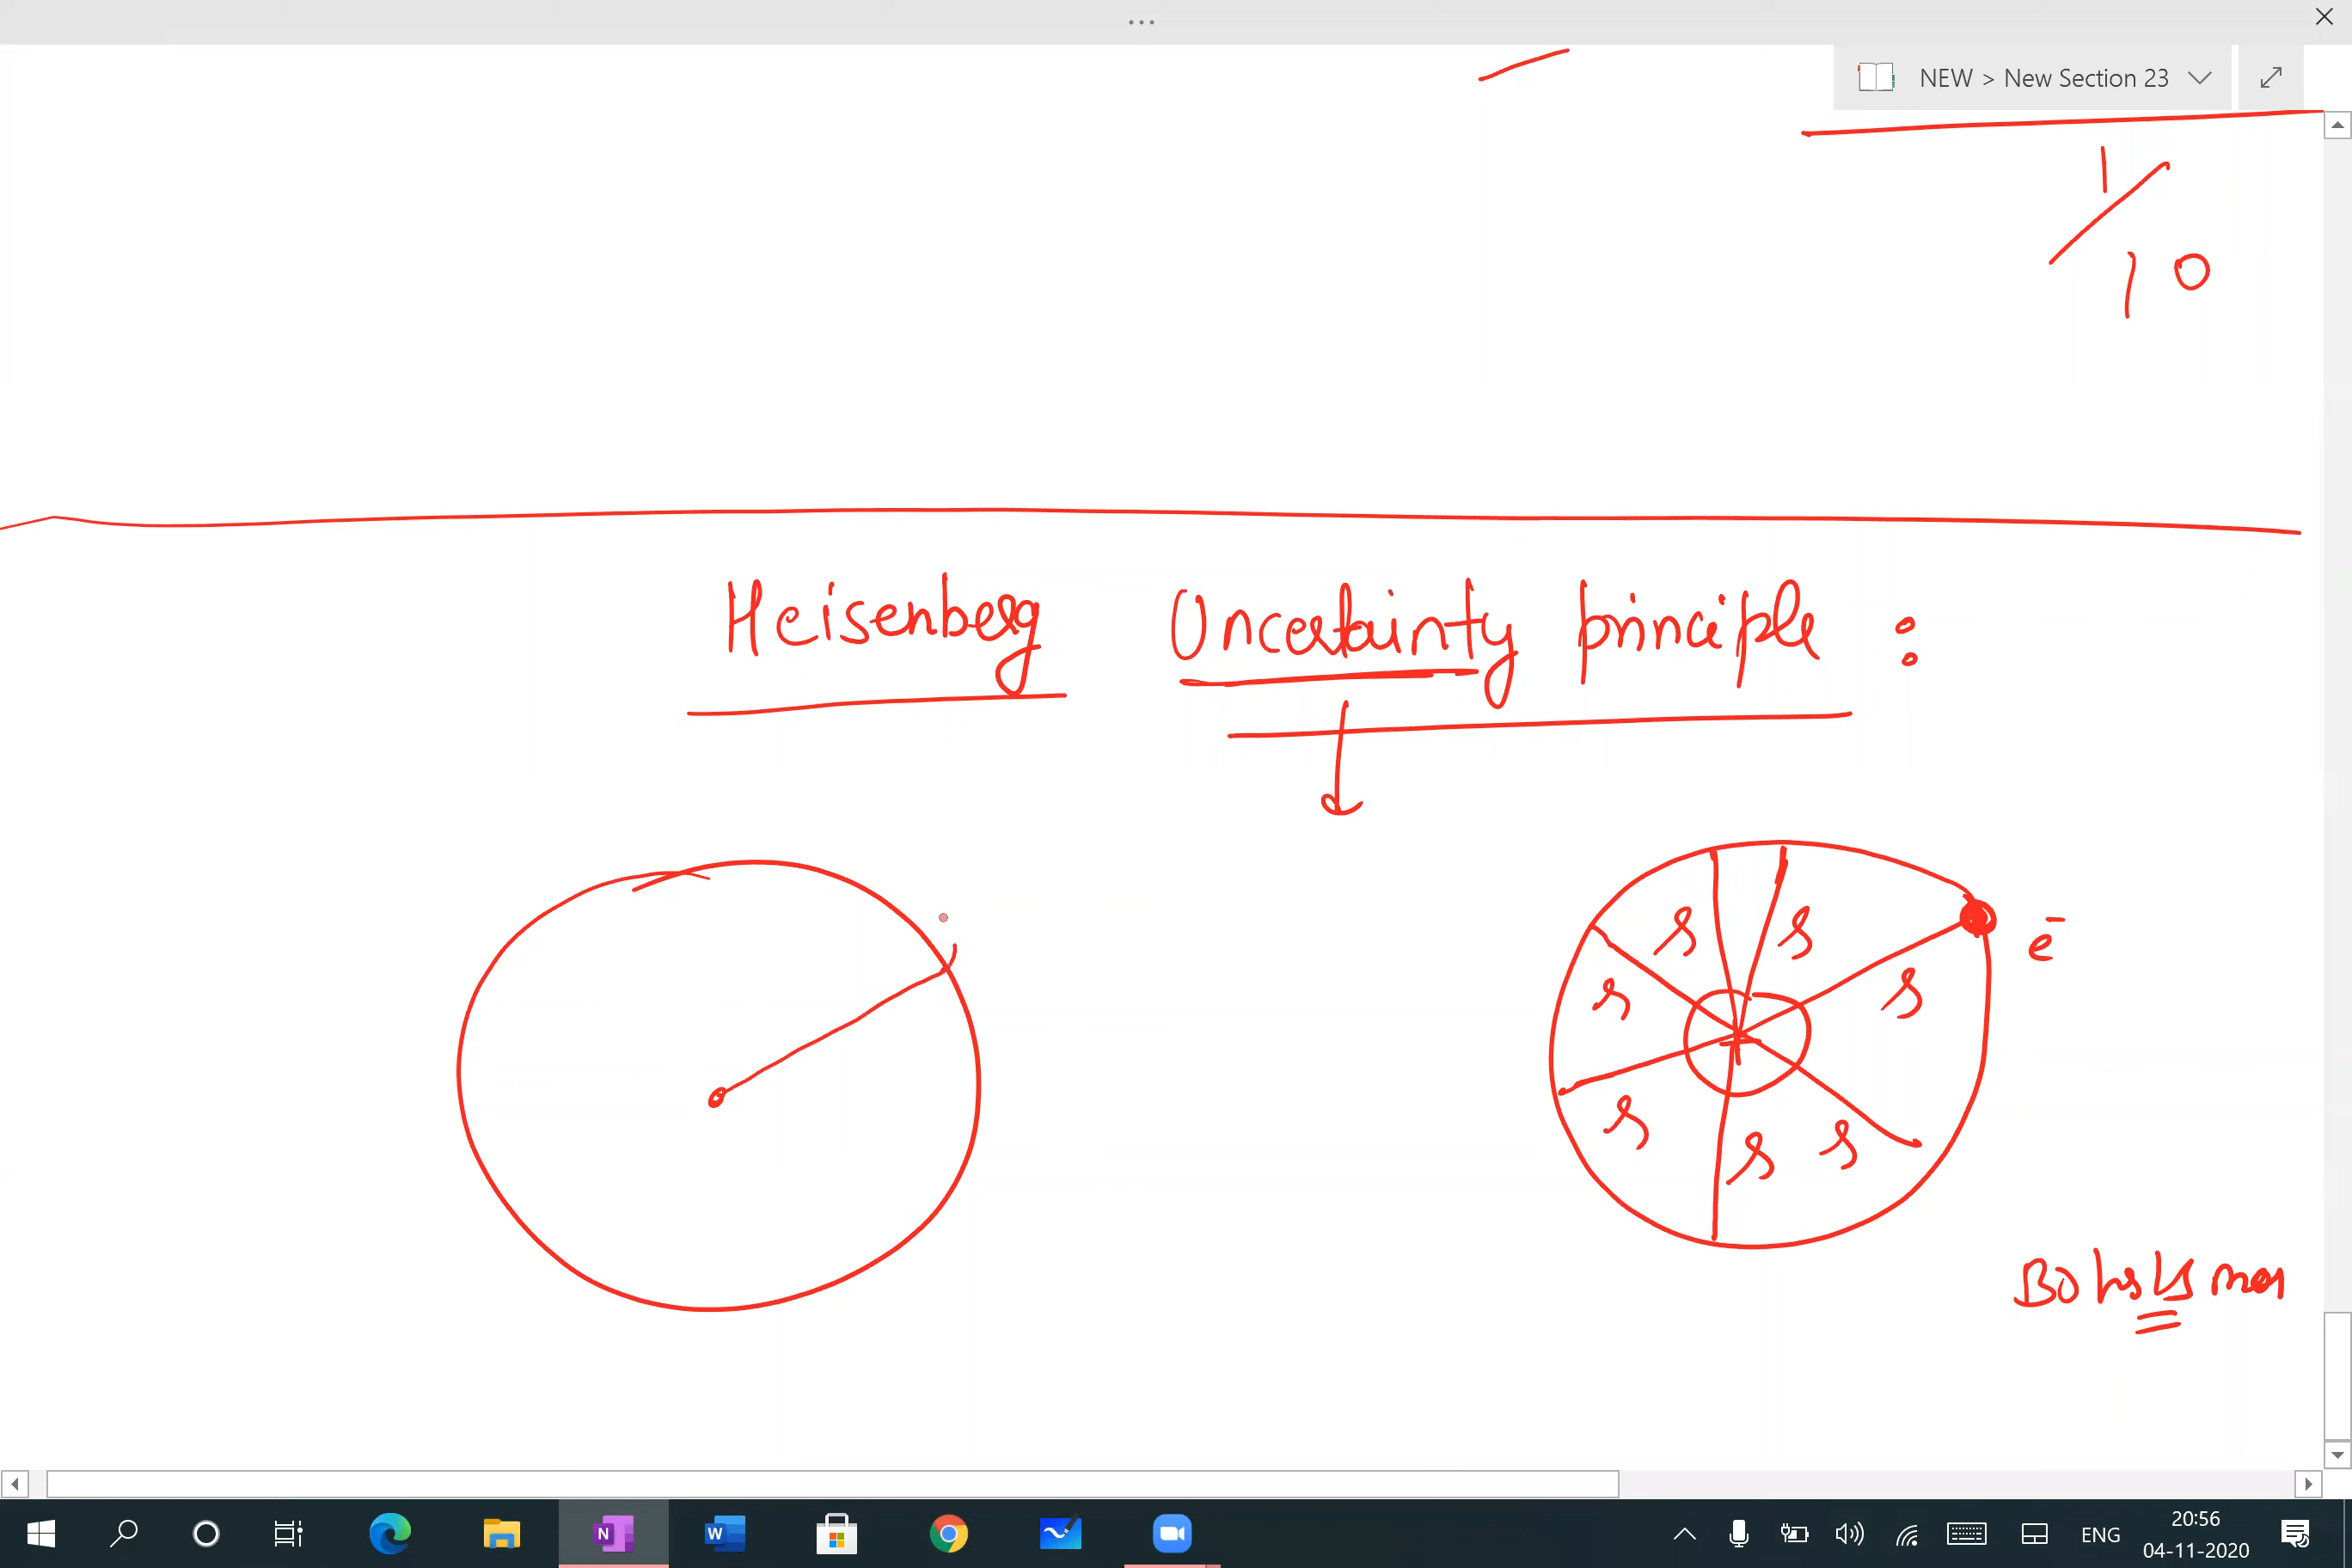 NEW > New Section 23
1/10
Heisenberg Uncertainty principle :
r r
e-
r r
r
r r
ENG
20:56
04-11-2020